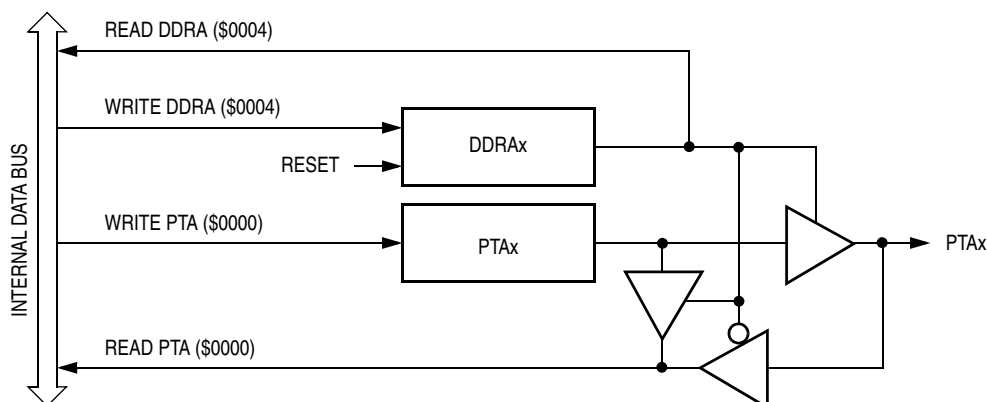 READ DDRA ($0004)
WRITE DDRA ($0004)
DDRAx
RESET
WRITE PTA ($0000)
PTAx
PTAx
READ PTA ($0000)
INTERNAL DATA BUS